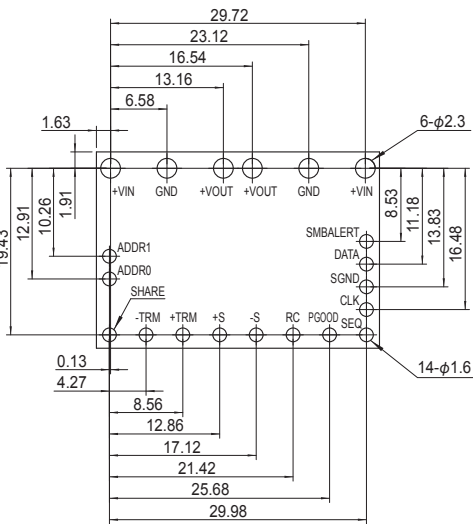 29.72
23.12
16.54
13.16
6.58
1.63
6-ϕ2.3
+VIN GND +VOUT +VOUT GND +VIN
1.91
10.26
12.91
19.43
8.53
11.18
13.83
16.48
SMBALERT
ADDR1
DATA
ADDR0
SGND
SHARE
CLK
-TRM +TRM +S -S RC PGOOD SEQ
0.13
14-ϕ1.6
4.27
8.56
12.86
17.12
21.42
25.68
29.98